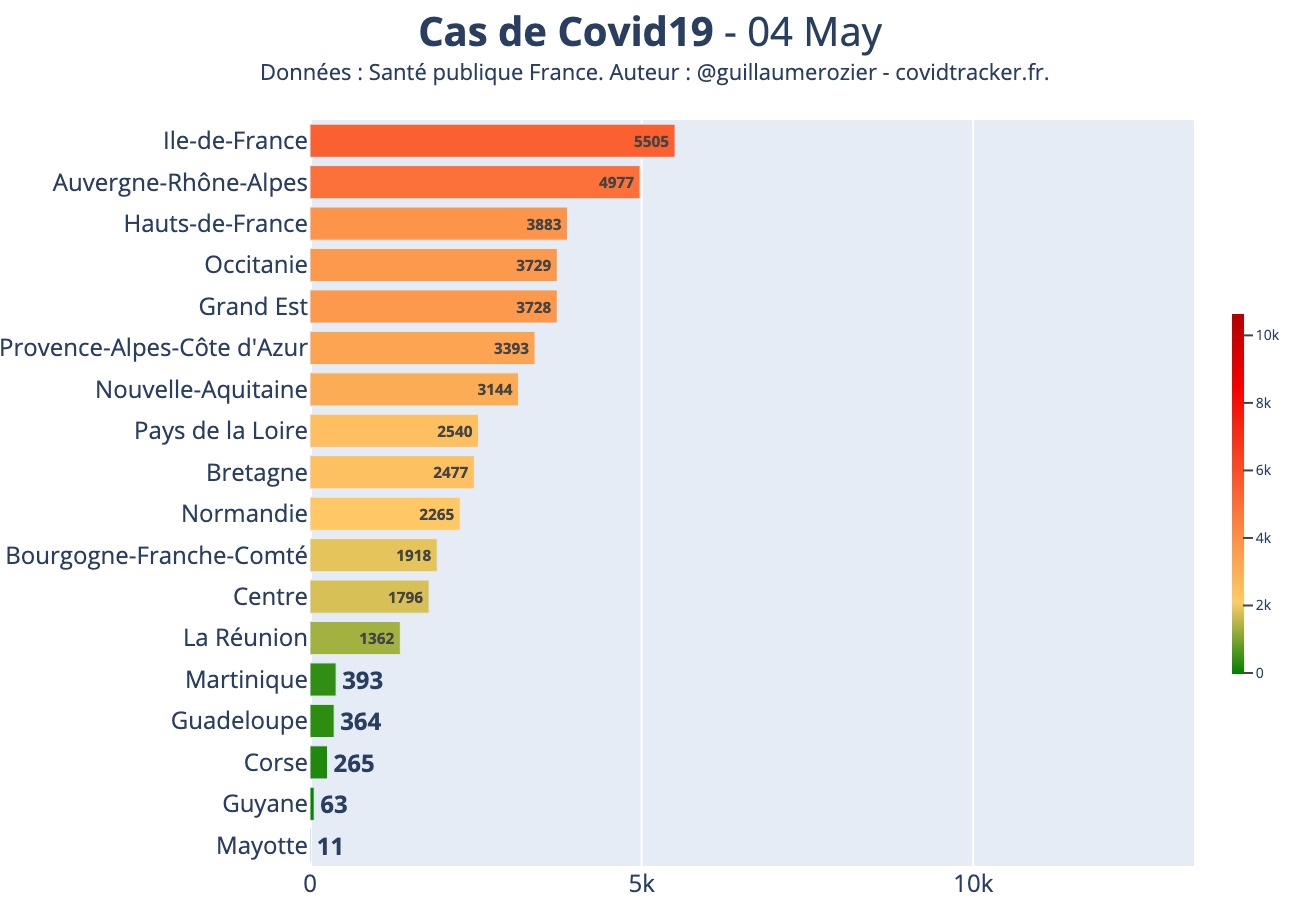 Cas de Covid19 - 04 May
Données : Santé publique France. Auteur : @guillaumerozier - covidtracker.fr.
Ile-de-France 5505
Auvergne-Rhône-Alpes 4977
Hauts-de-France 3883
Occitanie 3729
Grand Est 3728
Provence-Alpes-Côte d'Azur 3393
Nouvelle-Aquitaine 3144
Pays de la Loire 2540
Bretagne 2477
Normandie 2265
Bourgogne-Franche-Comté 1918
Centre 1796
La Réunion 1362
Martinique 393
Guadeloupe 364
Corse 265
Guyane 63
Mayotte 11
0 5k 10k
10k
8k
6k
4k
2k
0